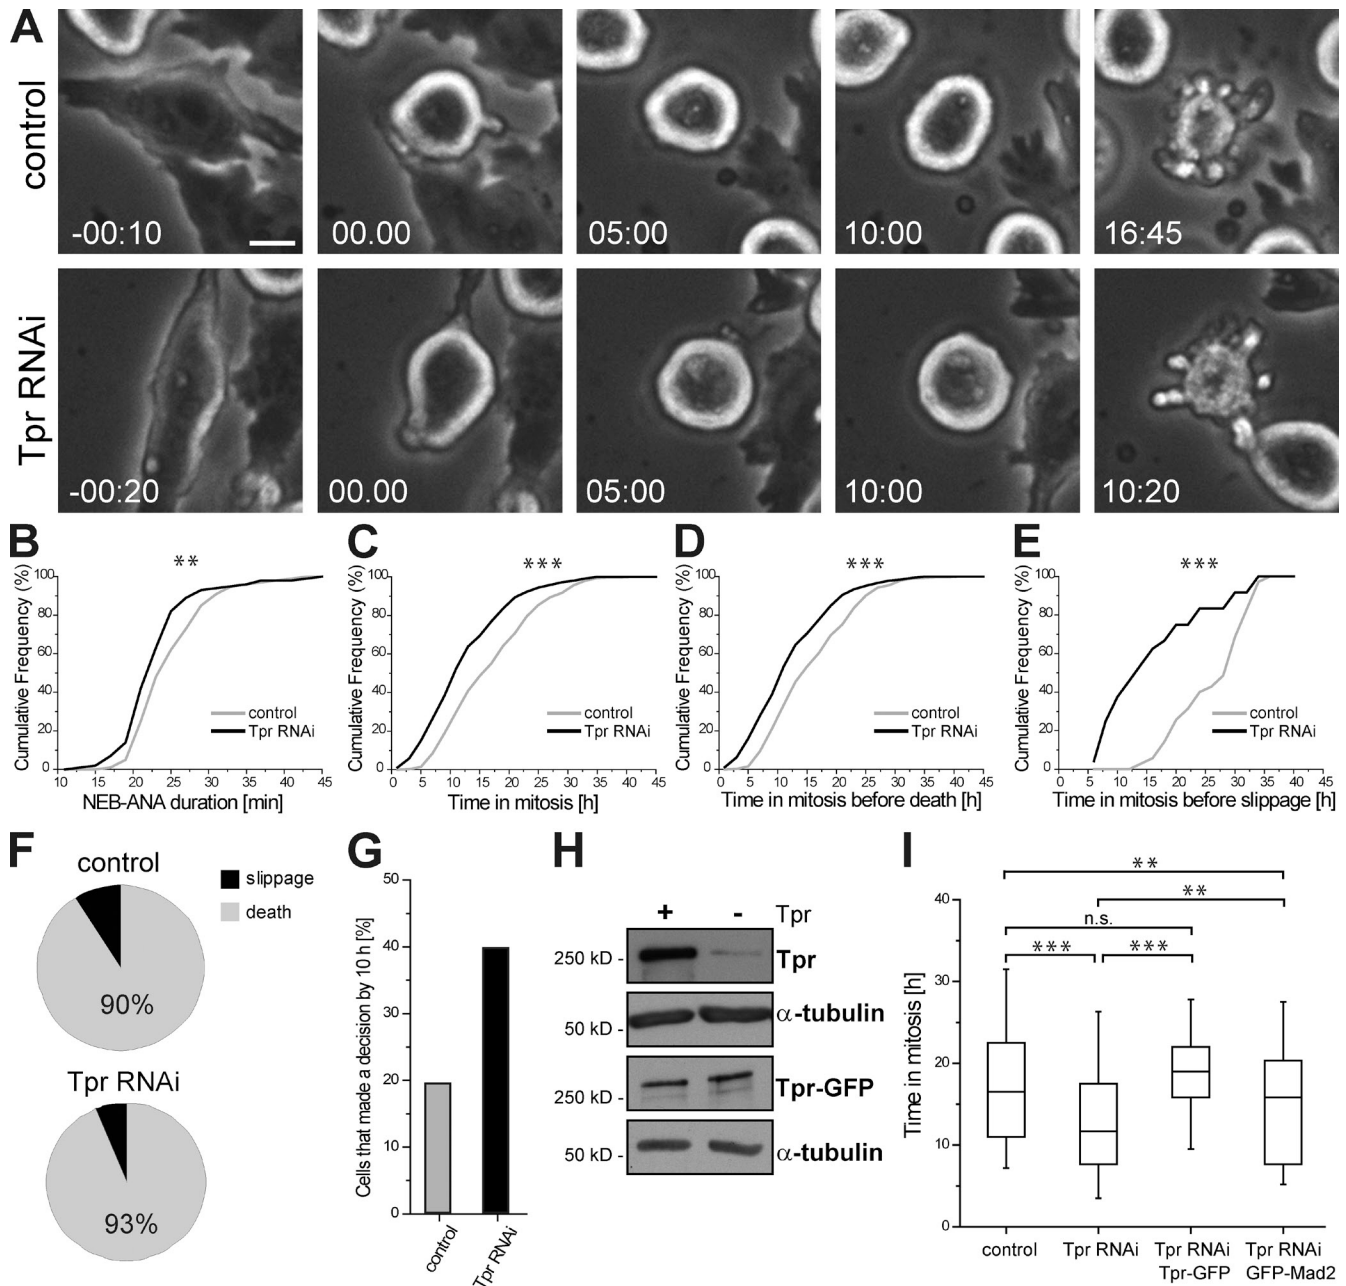 A
control
-00:10
00.00
05:00
10:00
16:45
Tpr RNAi
-00:20
00.00
05:00
10:00
10:20
B
**
Cumulative Frequency (%)
100
80
60
40
20
0
control
Tpr RNAi
10 15 20 25 30 35 40 45
NEB-ANA duration [min]
C
***
Cumulative Frequency (%)
100
80
60
40
20
0
control
Tpr RNAi
0 5 10 15 20 25 30 35 40 45
Time in mitosis [h]
D
***
Cumulative Frequency (%)
100
80
60
40
20
0
control
Tpr RNAi
0 5 10 15 20 25 30 35 40 45
Time in mitosis before death [h]
E
***
Cumulative Frequency (%)
100
80
60
40
20
0
control
Tpr RNAi
0 5 10 15 20 25 30 35 40 45
Time in mitosis before slippage [h]
F
control
90%
slippage
death
Tpr RNAi
93%
G
Cells that made a decision by 10 h [%]
50
40
30
20
10
0
control
Tpr RNAi
H
+ - Tpr
250 kD - Tpr
50 kD - α-tubulin
250 kD - Tpr-GFP
50 kD - α-tubulin
I
**
**
n.s.
*** ***
Time in mitosis [h]
40
30
20
10
0
control
Tpr RNAi
Tpr RNAi
Tpr-GFP
Tpr RNAi
GFP-Mad2